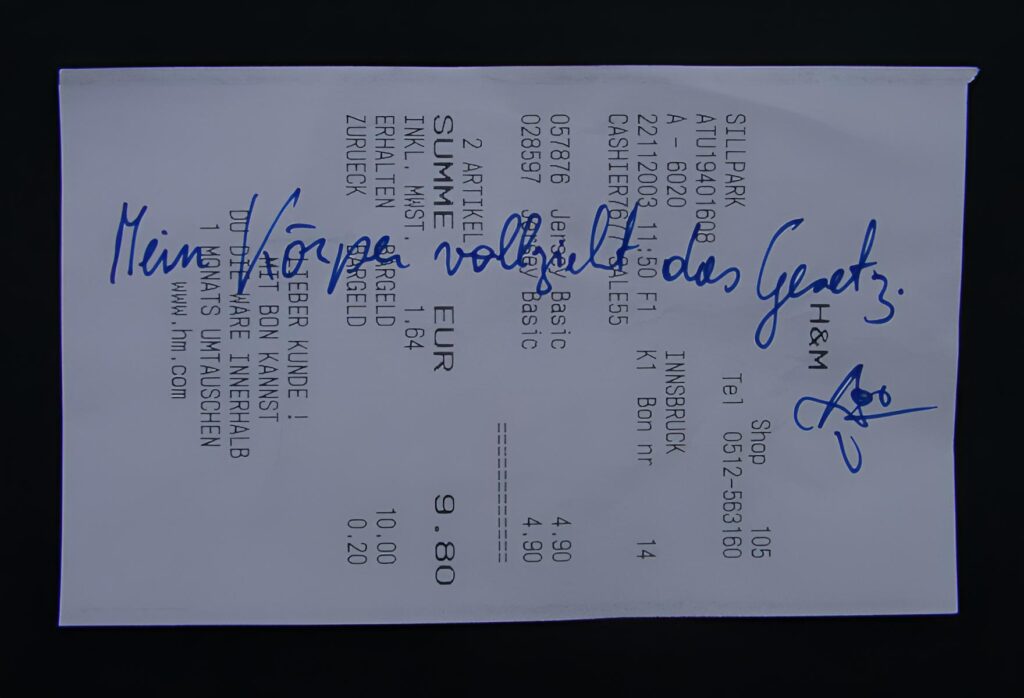 Mein Körper vollzieht das Gesetz.
H&M
Shop 105
SILLPARK Tel 0512-563160
ATU19401608
A - 6020 INNSBRUCK
22112003 11.50 F1 K1 Bon nr 14
057876 Jersey Basic 4.90
028597 Jersey Basic 4.90
===============
2 ARTIKEL
SUMME EUR 9.80
INKL. MWST. 1.64
ERHALTEN BARGELD 10.00
ZURUECK BARGELD 0.20
LIEBER KUNDE !
MIT BON KANNST
DU DIE WARE INNERHALB
1 MONATS UMTAUSCHEN
www.hm.com